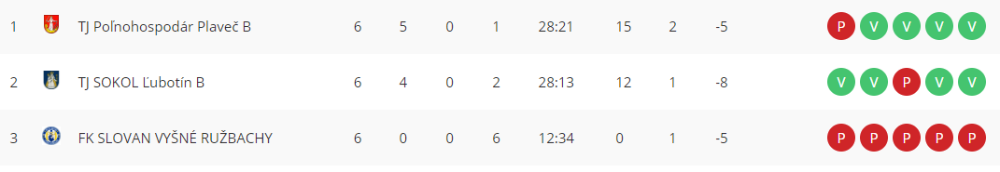 1 TJ Poľnohospodár Plaveč B 6 5 0 1 28:21 15 2 -5 P V V V V
2 TJ SOKOL Ľubotín B 6 4 0 2 28:13 12 1 -8 V V P V V
3 FK SLOVAN VYŠNÉ RUŽBACHY 6 0 0 6 12:34 0 1 -5 P P P P P